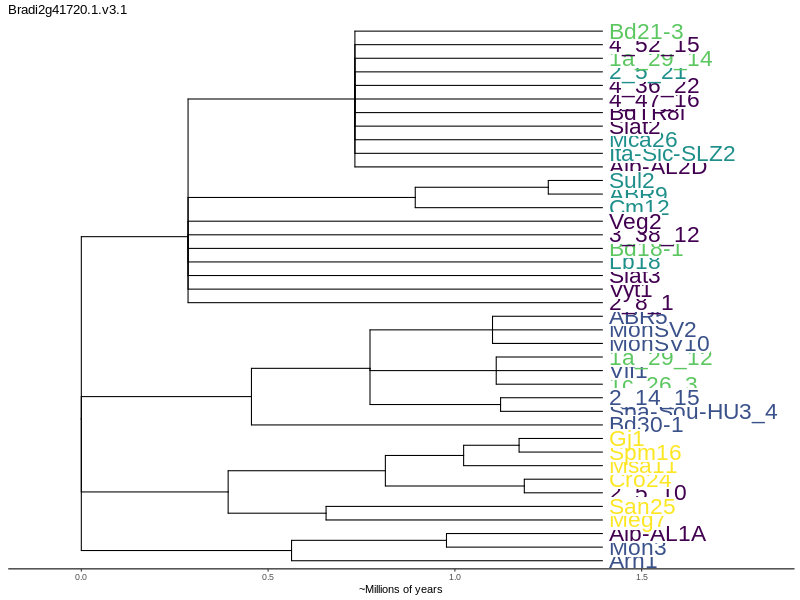 Bradi2g41720.1.v3.1
Bd21-3
4_52_15
1a_29_14
2_5_21
4_36_22
4_47_16
BdTR8i
Slat2
Mca26
Ita-Sic-SLZ2
Alb-AL2D
Sul2
ABR9
Cm12
Veg2
3_38_12
Bd18-1
Lb18
Slat3
Vyt1
2_8_1
ABR5
MonSV2
MonSV10
1a_29_12
1c_26_3
2_14_15
Spa-Sou-HU3_4
Bd30-1
Gi1
Spm16
Msa11
Cro24
2_5_10
San25
Meg7
Alb-AL1A
Mon3
Arn1
0.0 0.5 1.0 1.5
~Millions of years